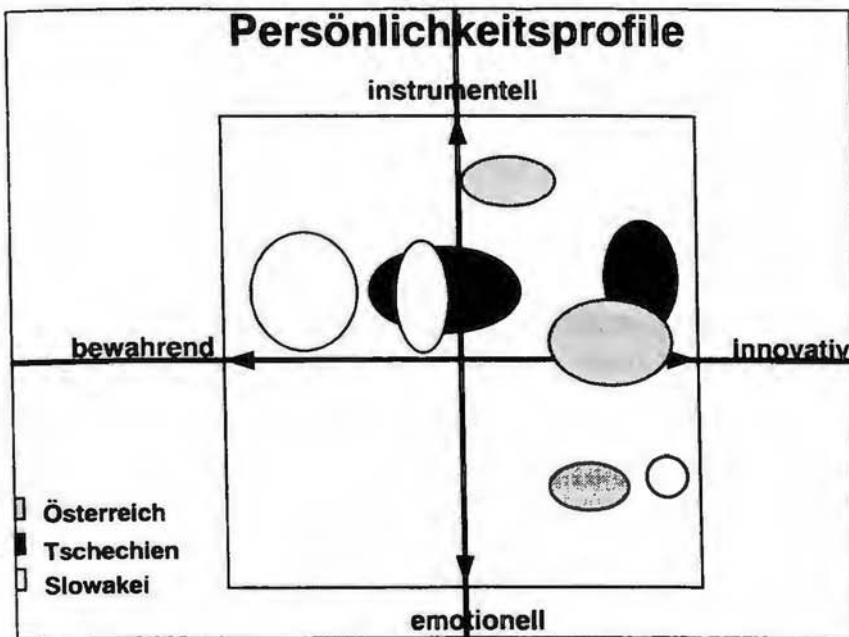 Persönlichkeitsprofile
instrumentell
bewahrend
innovativ
Österreich
Tschechien
Slowakei
emotionell